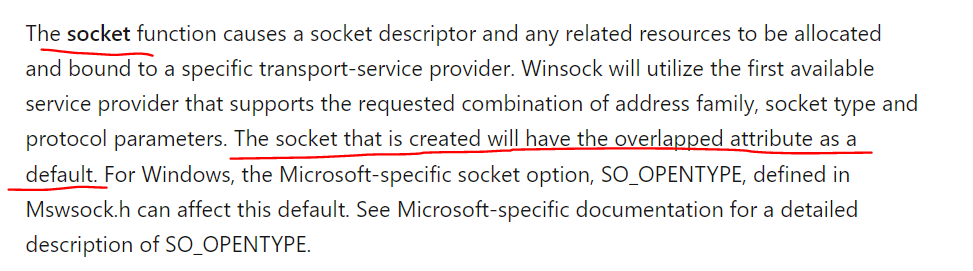 The socket function causes a socket descriptor and any related resources to be allocated
and bound to a specific transport-service provider. Winsock will utilize the first available
service provider that supports the requested combination of address family, socket type and
protocol parameters. The socket that is created will have the overlapped attribute as a
default. For Windows, the Microsoft-specific socket option, SO_OPENTYPE, defined in
Mswsock.h can affect this default. See Microsoft-specific documentation for a detailed
description of SO_OPENTYPE.